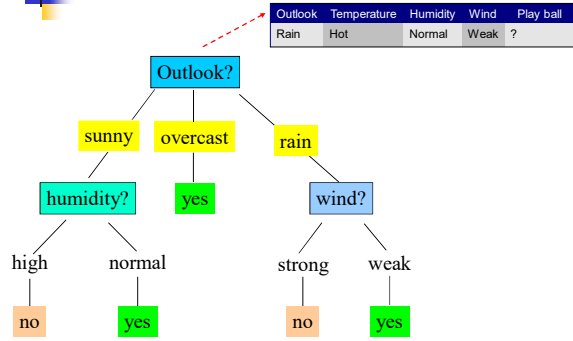 Outlook Temperature Humidity Wind Play ball
Rain Hot Normal Weak ?
Outlook?
sunny overcast rain
humidity? yes wind?
high normal strong weak
no yes no yes